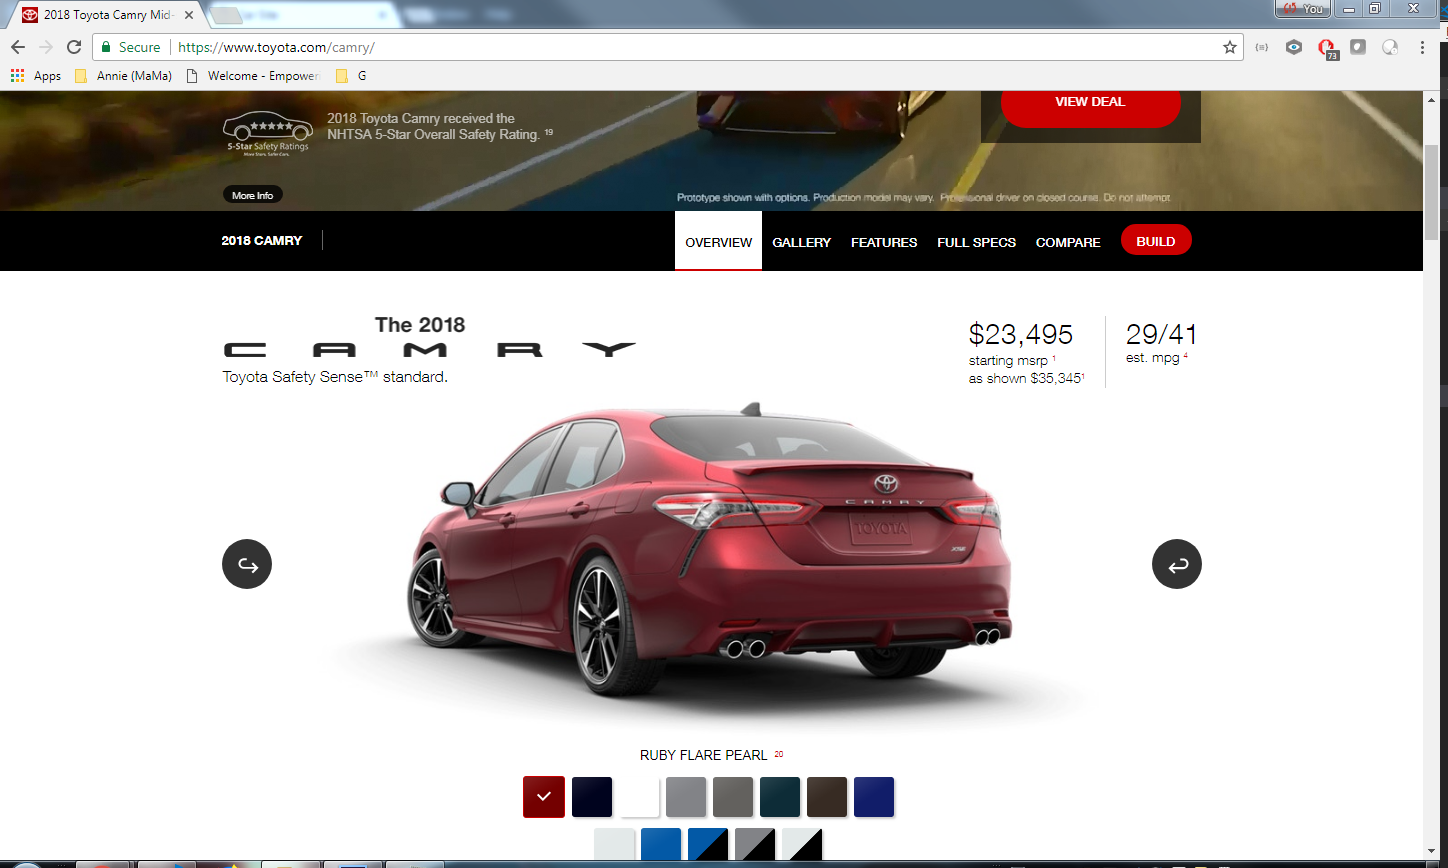 2018 Toyota Camry Mid-
You
Secure
https://www.toyota.com/camry/
73
Apps
Annie (MaMa)
Welcome - Empower
G
VIEW DEAL
2018 Toyota Camry received the
NHTSA 5-Star Overall Safety Rating. 19
5-Star Safety Ratings
More Stars. Safer Cars.
More Info
Prototype shown with options. Production model may vary. Professional driver on closed course. Do not attempt.
2018 CAMRY
OVERVIEW
GALLERY
FEATURES
FULL SPECS
COMPARE
BUILD
The 2018
CAMRY
Toyota Safety Sense™ standard.
$23,495
starting msrp 1
as shown $35,345 1
29/41
est. mpg 4
CAMRY
TOYOTA
XSE
RUBY FLARE PEARL 20